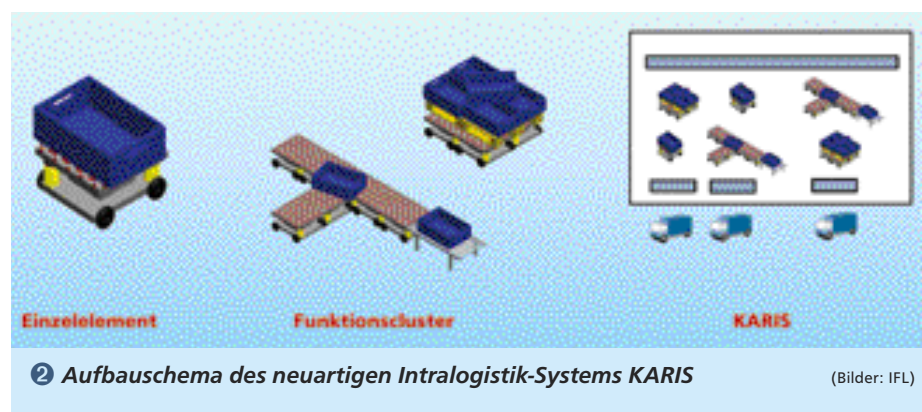 Einzelelement
Funktionscluster
KARIS
❷ Aufbauschema des neuartigen Intralogistik-Systems KARIS
(Bilder: IFL)